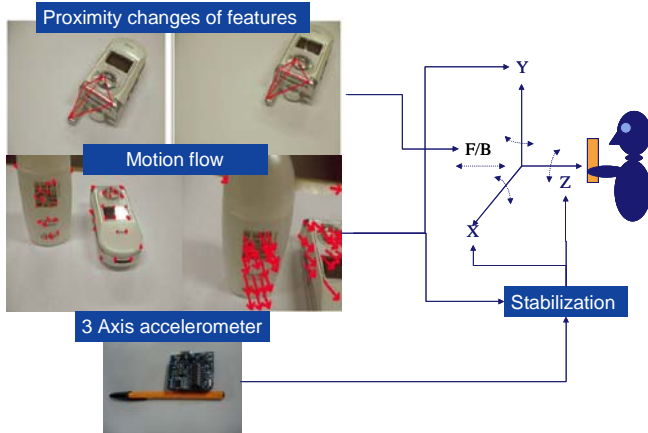 Proximity changes of features
Y
F/B
Motion flow
Z
X
Stabilization
3 Axis accelerometer